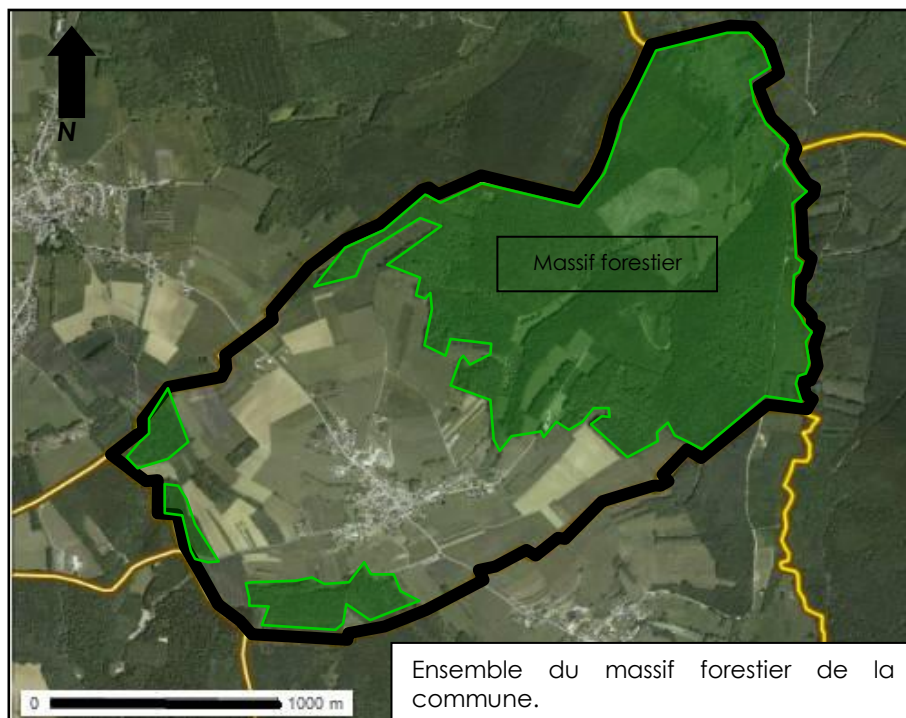 N
Massif forestier
0 1000 m
Ensemble du massif forestier de la
commune.